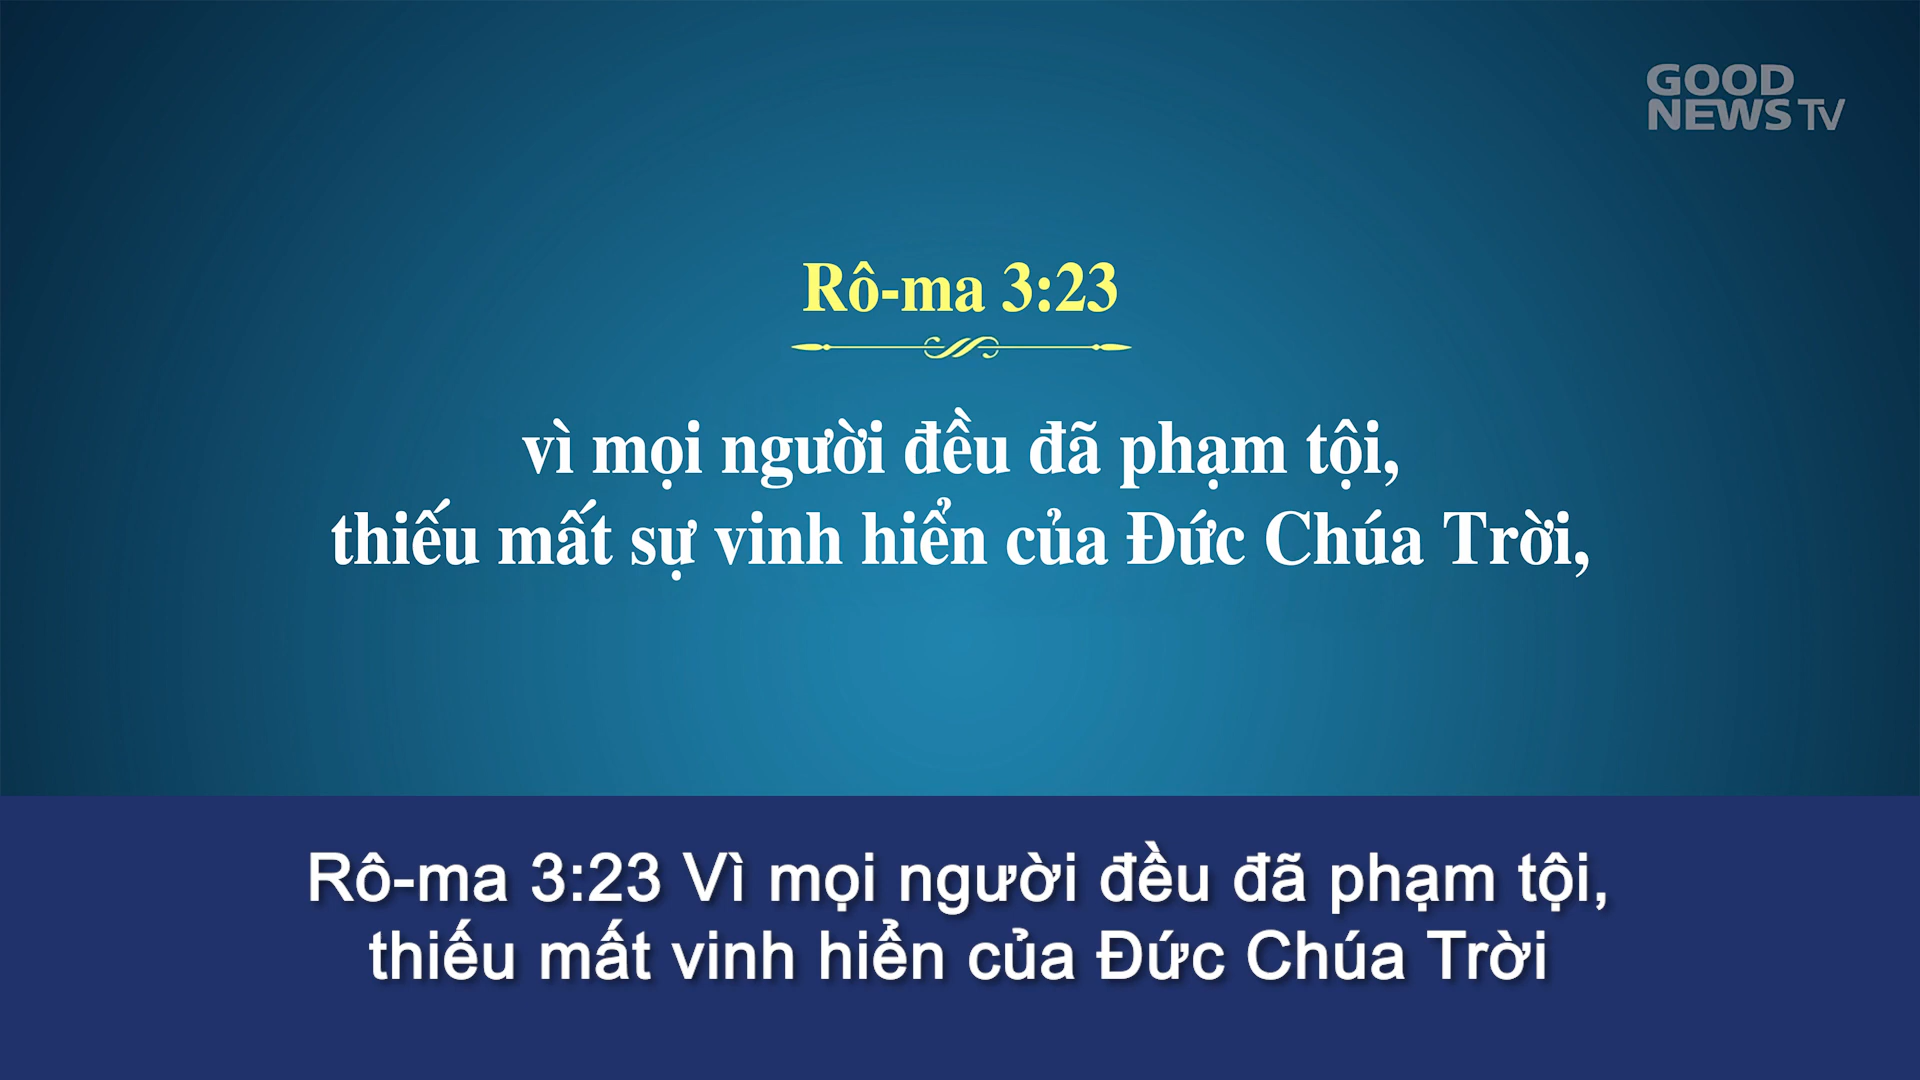 GOOD
NEWS TV
Rô-ma 3:23
vì mọi người đều đã phạm tội,
thiếu mất sự vinh hiển của Đức Chúa Trời,
Rô-ma 3:23 Vì mọi người đều đã phạm tội,
thiếu mất vinh hiển của Đức Chúa Trời